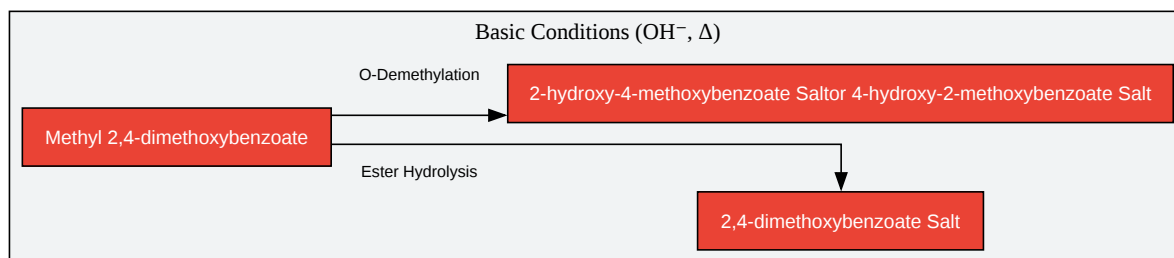 Basic Conditions (OH⁻, Δ)
O-Demethylation
2-hydroxy-4-methoxybenzoate Saltor 4-hydroxy-2-methoxybenzoate Salt
Methyl 2,4-dimethoxybenzoate
Ester Hydrolysis
2,4-dimethoxybenzoate Salt